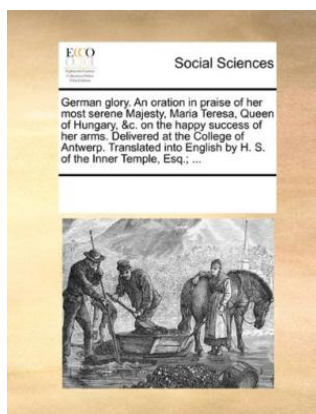 ECCO
Social Sciences
German glory. An oration in praise of her
most serene Majesty, Maria Teresa, Queen
of Hungary, &c. on the happy success of
her arms. Delivered at the College of
Antwerp. Translated into English by H. S.
of the Inner Temple, Esq.; ...